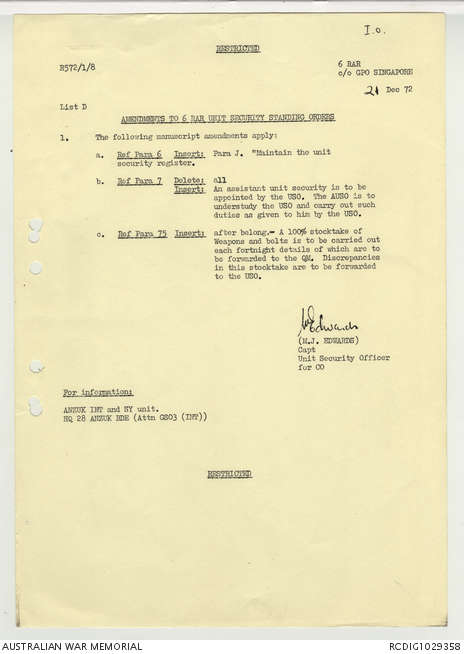 I.O.
RESTRICTED
R572/1/8
6 RAR
c/o GPO SINGAPORE
21 Dec 72
List D
AMENDMENTS TO 6 RAR UNIT SECURITY STANDING ORDERS
1. The following manuscript amendments apply:
a. Ref Para 6 Insert: Para J. "Maintain the unit
security register.
b. Ref Para 7 Delete: all
Insert: An assistant unit security is to be
appointed by the USO. The AUSO is to
understudy the USO and carry out such
duties as given to him by the USO.
c. Ref Para 75 Insert: after belong.- A 100% stocktake of
Weapons and bolts is to be carried out
each fortnight details of which are to
be forwarded to the QM. Discrepancies
in this stocktake are to be forwarded
to the USO.
MJEdwards
(M.J. EDWARDS)
Capt
Unit Security Officer
for CO
For information:
ANZUK INT and SY unit.
HQ 28 ANZUK BDE (Attn GSO3 (INT))
RESTRICTED
AUSTRALIAN WAR MEMORIAL
RCDIG1029358